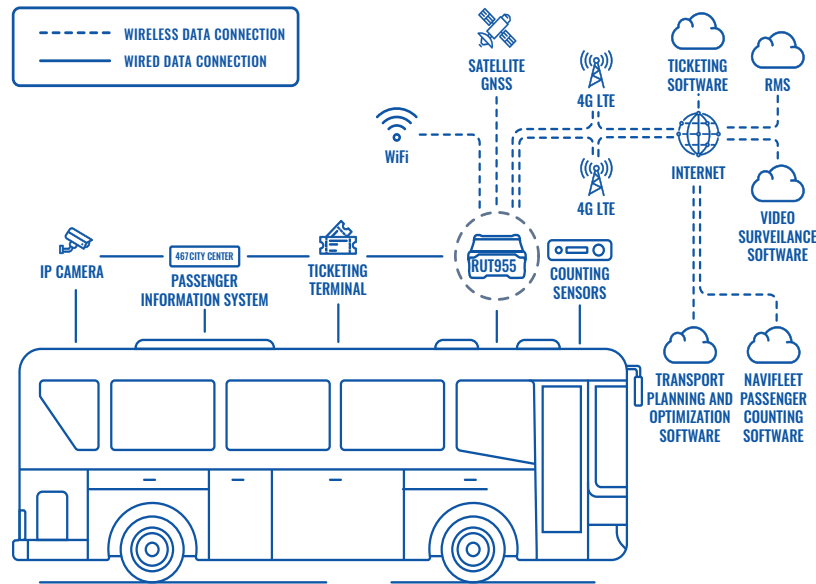 WIRELESS DATA CONNECTION
WIRED DATA CONNECTION
SATELLITE
GNSS
4G LTE
TICKETING
SOFTWARE
RMS
WiFi
INTERNET
4G LTE
VIDEO
SURVEILANCE
SOFTWARE
IP CAMERA
467 CITY CENTER
PASSENGER
INFORMATION SYSTEM
TICKETING
TERMINAL
RUT955
COUNTING
SENSORS
TRANSPORT
PLANNING AND
OPTIMIZATION
SOFTWARE
NAVIFLEET
PASSENGER
COUNTING
SOFTWARE